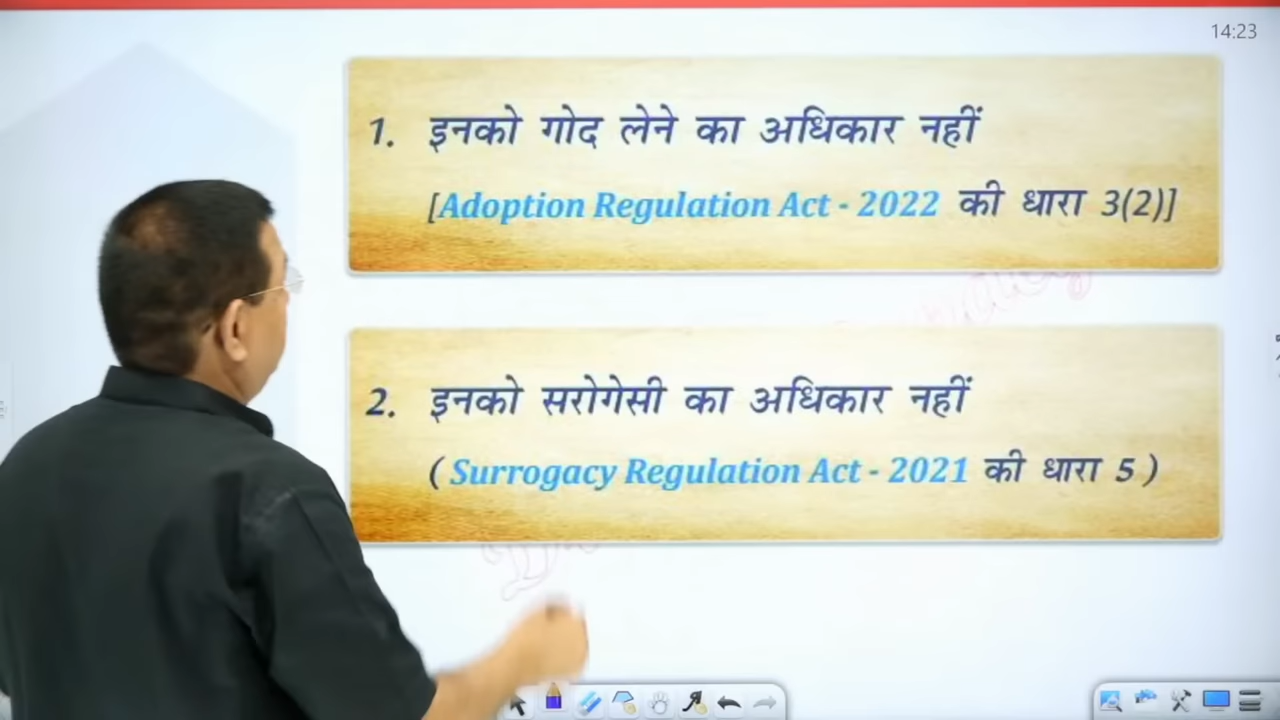 14:23
1. इनको गोद लेने का अधिकार नहीं
[Adoption Regulation Act - 2022 की धारा 3(2)]
2. इनको सरोगेसी का अधिकार नहीं
( Surrogacy Regulation Act - 2021 की धारा 5 )